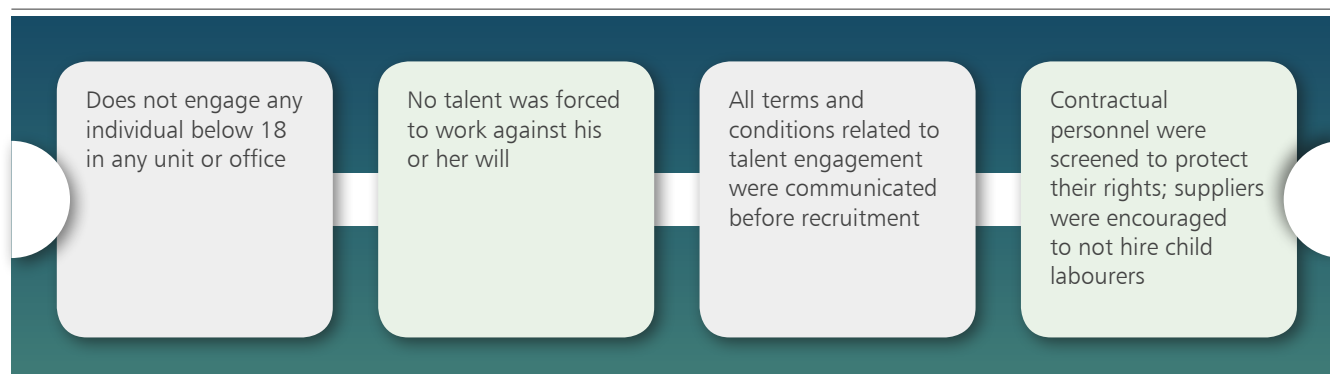 Does not engage any
individual below 18
in any unit or office
No talent was forced
to work against his
or her will
All terms and
conditions related to
talent engagement
were communicated
before recruitment
Contractual
personnel were
screened to protect
their rights; suppliers
were encouraged
to not hire child
labourers